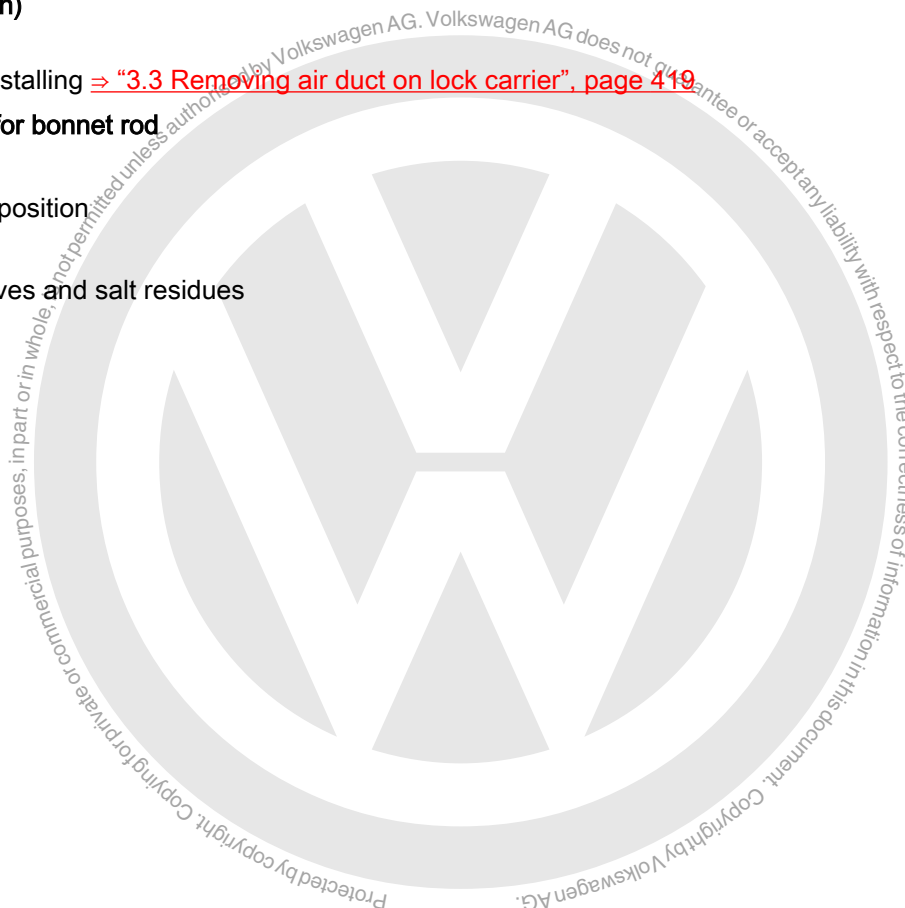 n)
stalling ⇒ “3.3 Removing air duct on lock carrier”, page 419
for bonnet rod
position
ves and salt residues
Protected by copyright. Copying for private or commercial purposes, in part or in whole, is not permitted unless authorised by Volkswagen AG. Volkswagen AG does not guarantee or accept any liability with respect to the correctness of information in this document. Copyright by Volkswagen AG.